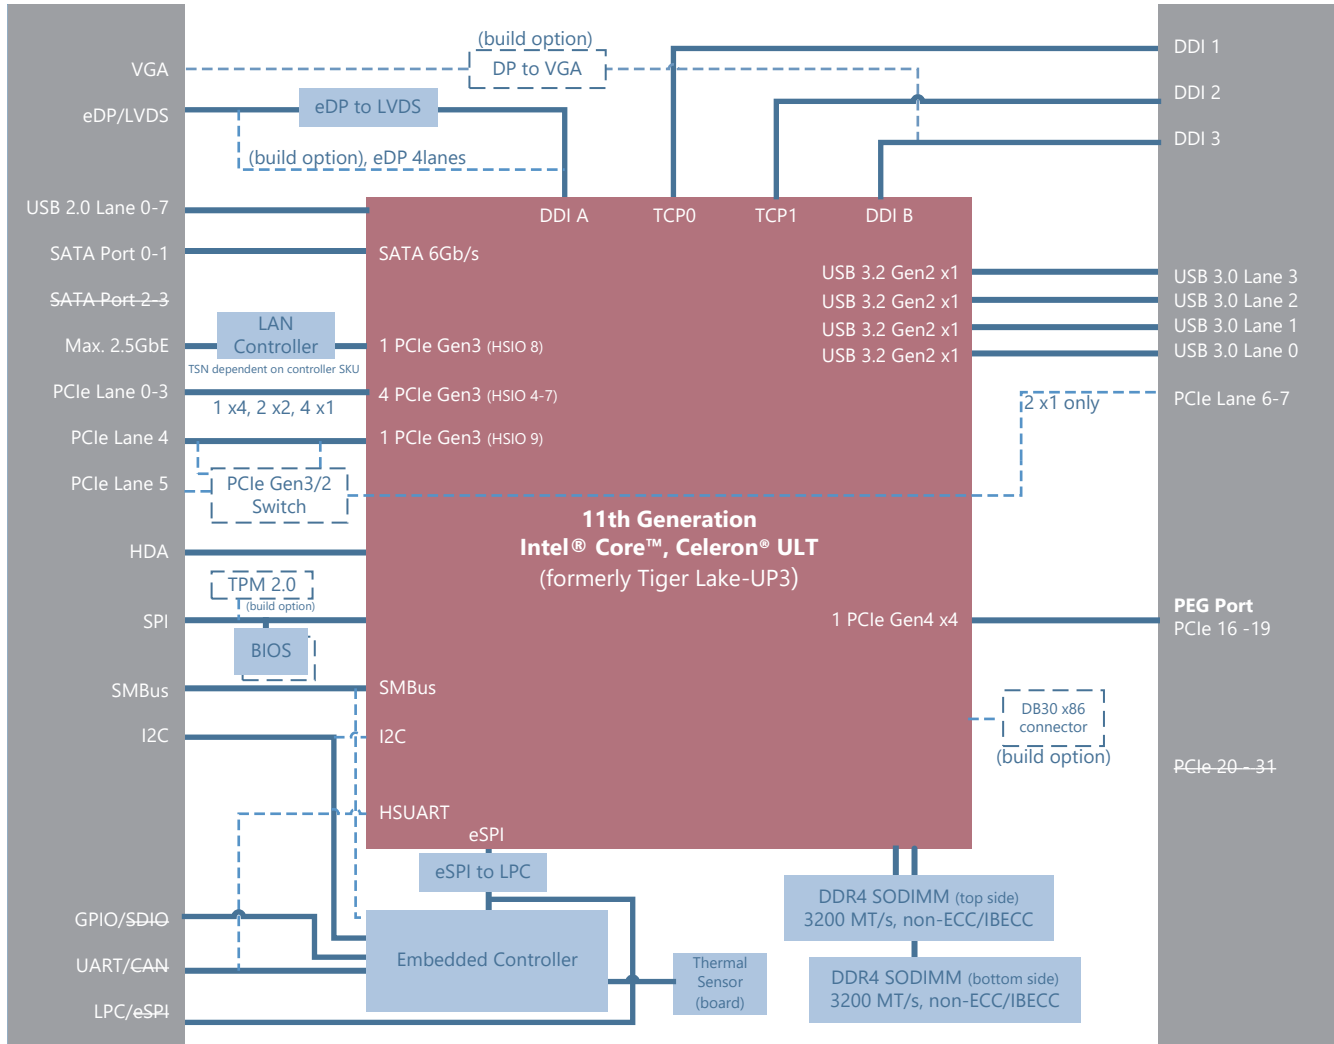 (build option)
DP to VGA
VGA
eDP/LVDS
eDP to LVDS
(build option), eDP 4lanes
DDI 1
DDI 2
DDI 3
USB 2.0 Lane 0-7
SATA Port 0-1
SATA Port 2-3
Max. 2.5GbE
LAN
Controller
TSN dependent on controller SKU
PCIe Lane 0-3
1 x4, 2 x2, 4 x1
PCIe Lane 4
PCIe Lane 5
PCIe Gen3/2
Switch
HDA
TPM 2.0
(build option)
SPI
BIOS
SMBus
I2C
GPIO/SDIO
UART/CAN
LPC/eSPI
DDI A
TCP0
TCP1
DDI B
SATA 6Gb/s
1 PCIe Gen3 (HSIO 8)
4 PCIe Gen3 (HSIO 4-7)
1 PCIe Gen3 (HSIO 9)
USB 3.2 Gen2 x1
USB 3.2 Gen2 x1
USB 3.2 Gen2 x1
USB 3.2 Gen2 x1
11th Generation
Intel® Core™, Celeron® ULT
(formerly Tiger Lake-UP3)
1 PCIe Gen4 x4
SMBus
I2C
HSUART
eSPI
USB 3.0 Lane 3
USB 3.0 Lane 2
USB 3.0 Lane 1
USB 3.0 Lane 0
2 x1 only
PCIe Lane 6-7
PEG Port
PCIe 16 -19
DB30 x86
connector
(build option)
PCIe 20 - 31
eSPI to LPC
Embedded Controller
Thermal
Sensor
(board)
DDR4 SODIMM (top side)
3200 MT/s, non-ECC/IBECC
DDR4 SODIMM (bottom side)
3200 MT/s, non-ECC/IBECC